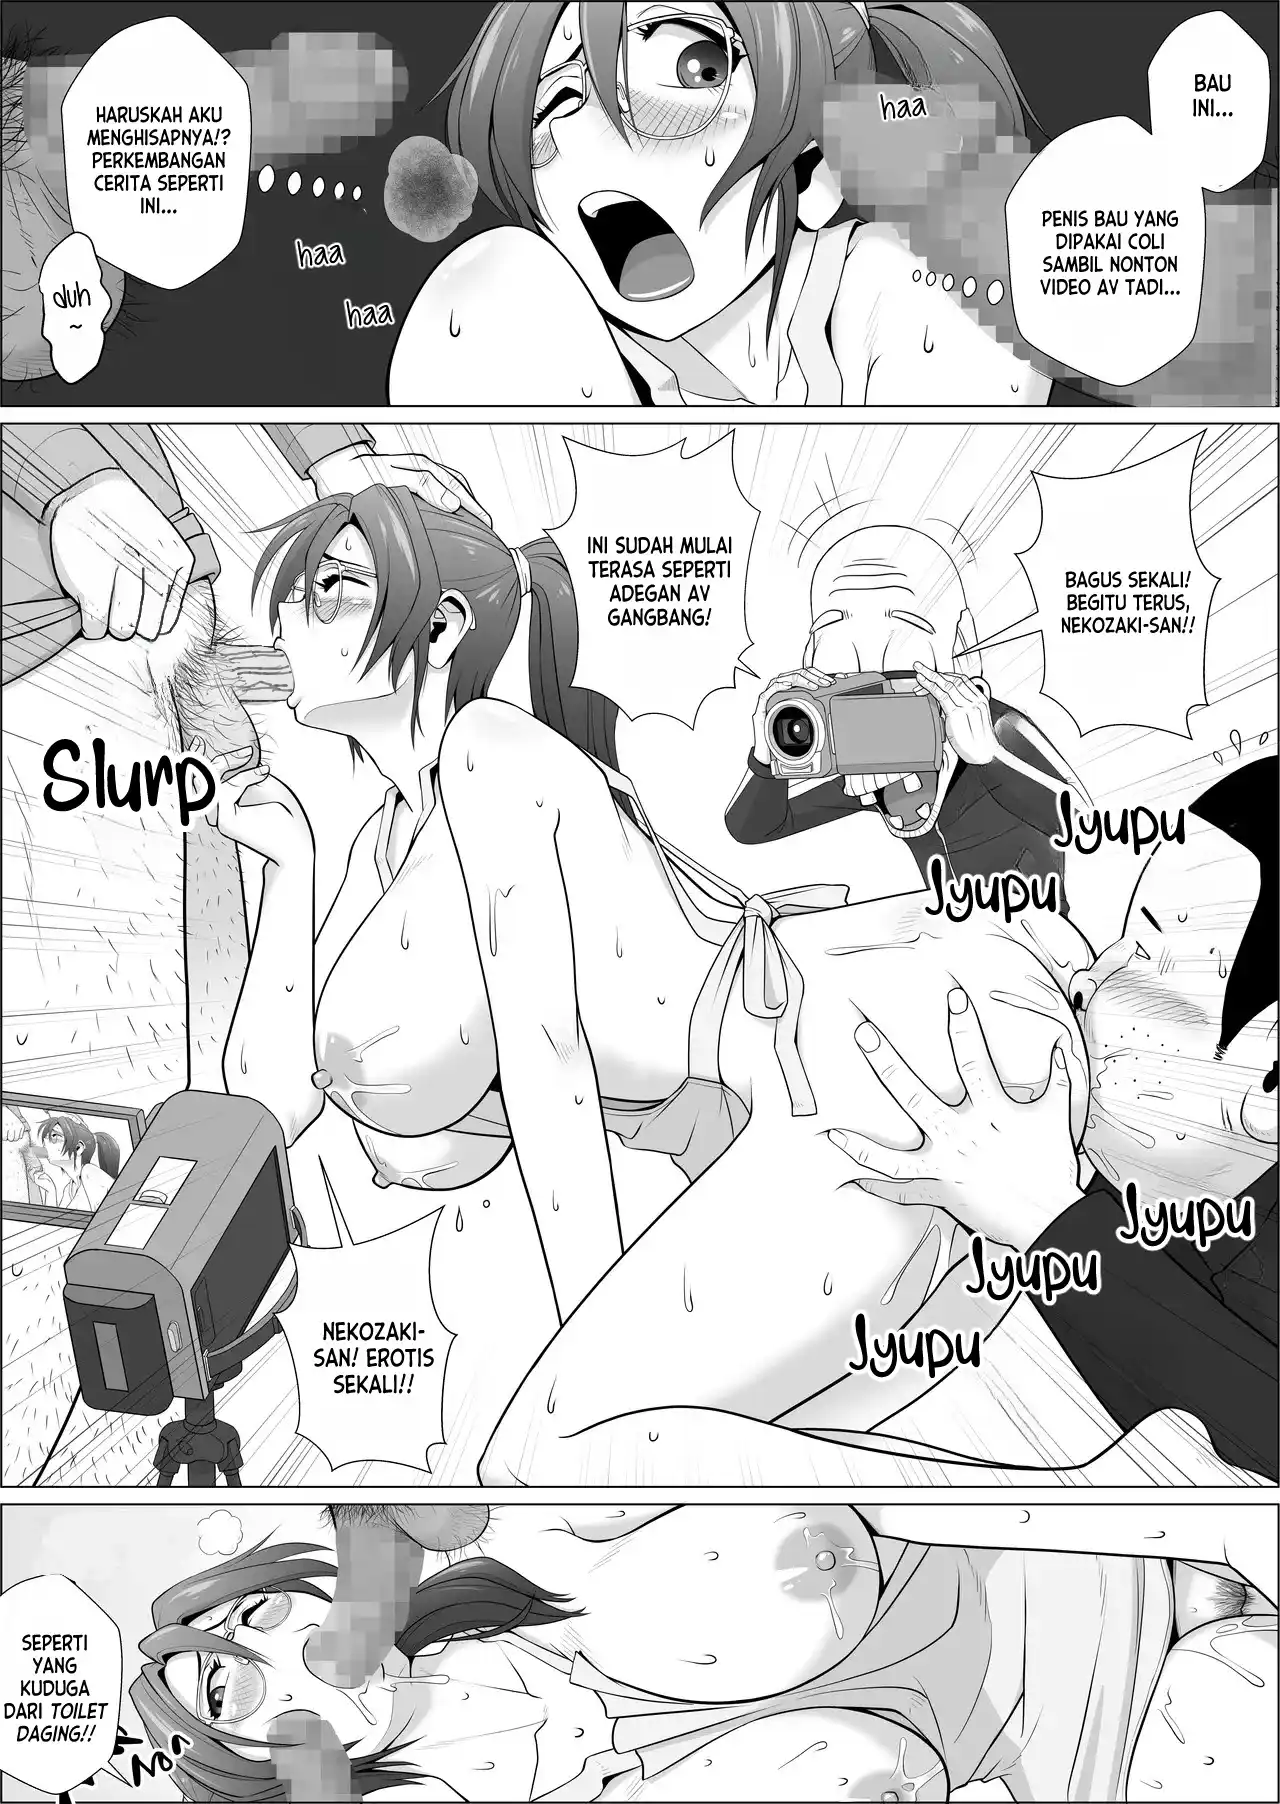 BAU
INI...
PENIS BAU YANG
DIPAKAI COLI
SAMBIL NONTON
VIDEO AV TADI...
haa
HARUSKAH AKU
MENGHISAPNYA!?
PERKEMBANGAN
CERITA SEPERTI
INI...
haa
haa
duh
~
BAGUS SEKALI!
BEGITU TERUS,
NEKOZAKI-SAN!!
INI SUDAH MULAI
TERASA SEPERTI
ADEGAN AV
GANGBANG!
Slurp
Jyupu
Jyupu
Jyupu
Jyupu
Jyupu
NEKOZAKI-
SAN! EROTIS
SEKALI!!
SEPERTI
YANG
KUDUGA
DARI TOILET
DAGING!!